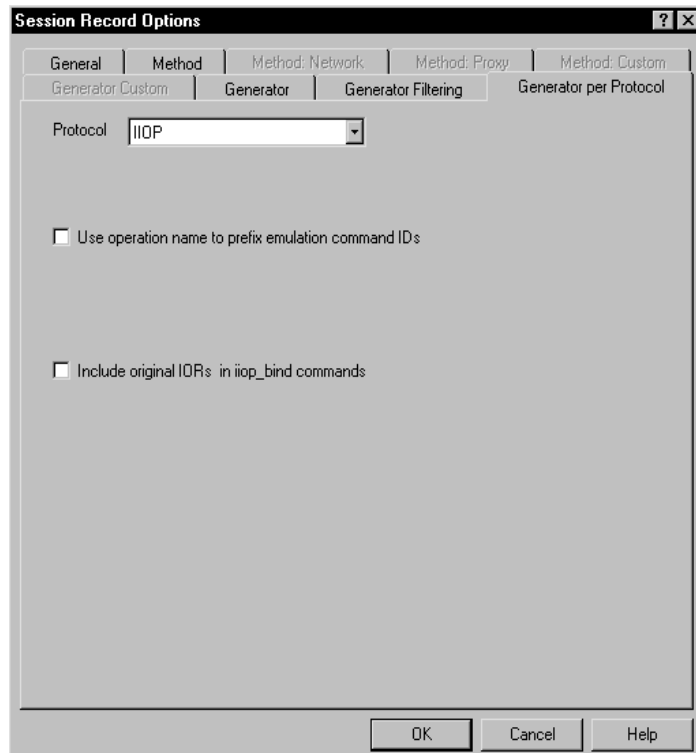 Session Record Options
General Method Method: Network Method: Proxy Method: Custom
Generator Custom Generator Generator Filtering Generator per Protocol
Protocol IIOP
Use operation name to prefix emulation command IDs
Include original IORs in iiop_bind commands
OK Cancel Help